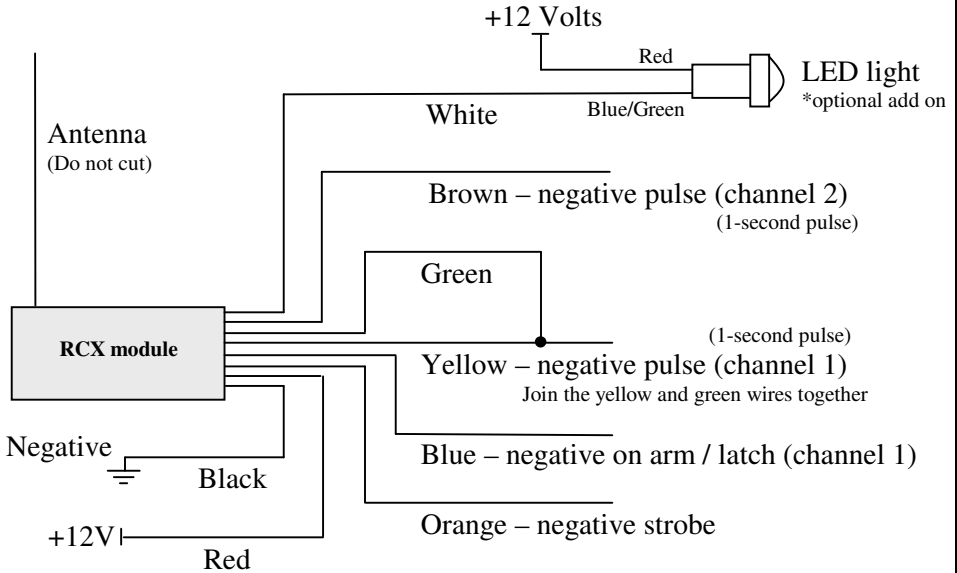 +12 Volts
Red
LED light
*optional add on
White
Blue/Green
Antenna
(Do not cut)
Brown – negative pulse (channel 2)
(1-second pulse)
Green
RCX module
(1-second pulse)
Yellow – negative pulse (channel 1)
Join the yellow and green wires together
Negative
Blue – negative on arm / latch (channel 1)
Black
Orange – negative strobe
+12V
Red